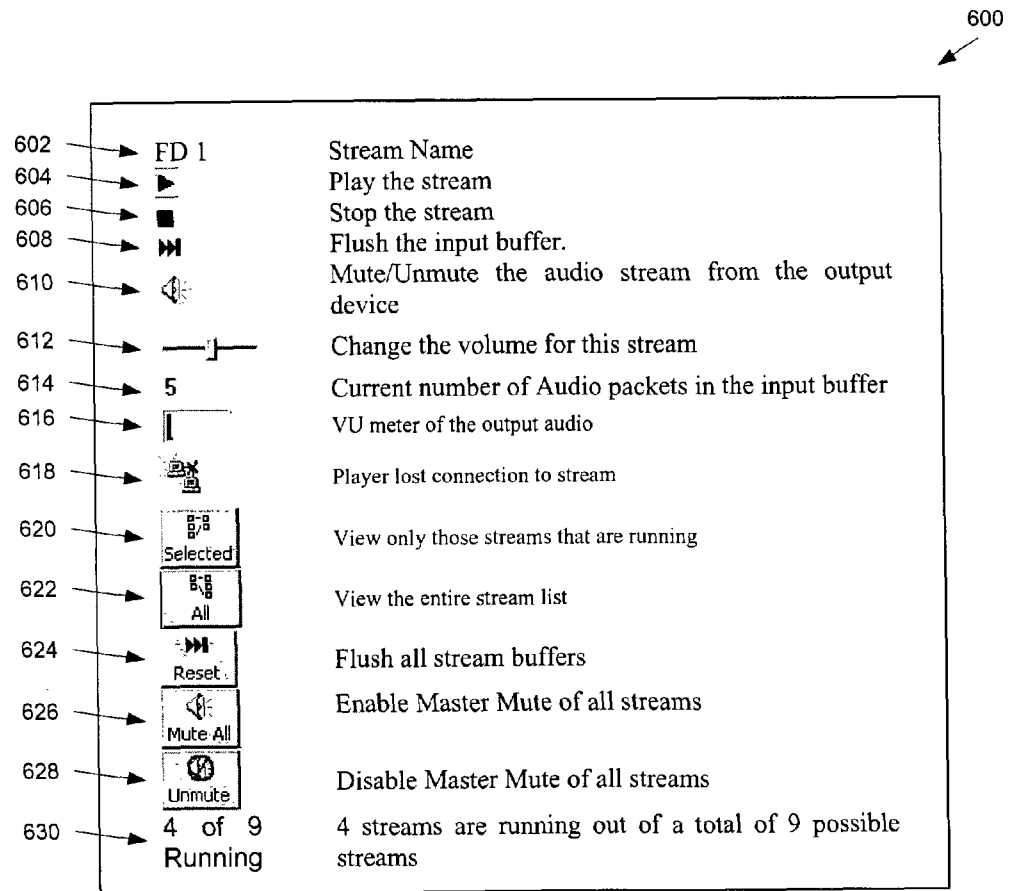 600
602 FD 1 Stream Name
604 Play the stream
606 Stop the stream
608 Flush the input buffer.
610 Mute/Unmute the audio stream from the output
device
612 Change the volume for this stream
614 5 Current number of Audio packets in the input buffer
616 VU meter of the output audio
618 Player lost connection to stream
620 Selected View only those streams that are running
622 All View the entire stream list
624 Reset Flush all stream buffers
626 Mute All Enable Master Mute of all streams
628 Unmute Disable Master Mute of all streams
630 4 of 9 4 streams are running out of a total of 9 possible
Running streams